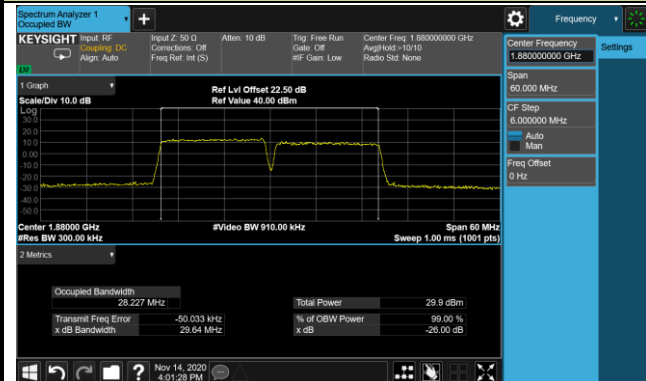 Spectrum Analyzer 1
Occupied BW
+
Frequency
KEYSIGHT
Input: RF
Coupling: DC
Align: Auto
Input Z: 50 Ω
Corrections: Off
Freq Ref: Int (S)
Atten: 10 dB
Trig: Free Run
Gate: Off
#IF Gain: Low
Center Freq: 1.880000000 GHz
Avg|Hold:>10/10
Radio Std: None
LXI
Center Frequency
1.880000000 GHz
Settings
Span
60.000 MHz
CF Step
6.000000 MHz
Auto
Man
Freq Offset
0 Hz
1 Graph
Scale/Div 10.0 dB
Ref Lvl Offset 22.50 dB
Ref Value 40.00 dBm
Log
30.0
20.0
10.0
0.00
-10.0
-20.0
-30.0
-40.0
-50.0
Center 1.88000 GHz
#Res BW 300.00 kHz
#Video BW 910.00 kHz
Span 60 MHz
Sweep 1.00 ms (1001 pts)
2 Metrics
Occupied Bandwidth
28.227 MHz
Total Power 29.9 dBm
Transmit Freq Error -50.033 kHz
% of OBW Power 99.00 %
x dB Bandwidth 29.64 MHz
x dB -26.00 dB
?
Nov 14, 2020
4:01:28 PM